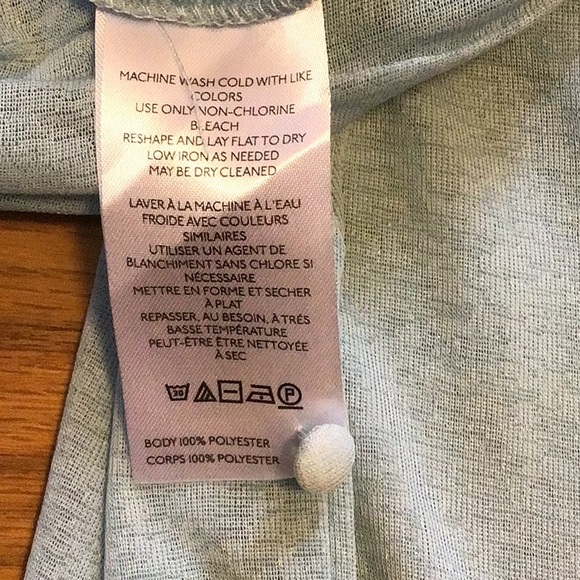 MACHINE WASH COLD WITH LIKE
COLORS
USE ONLY NON-CHLORINE
BLEACH
RESHAPE AND LAY FLAT TO DRY
LOW IRON AS NEEDED
MAY BE DRY CLEANED
LAVER À LA MACHINE À L'EAU
FROIDE AVEC COULEURS
SIMILAIRES
UTILISER UN AGENT DE
BLANCHIMENT SANS CHLORE SI
NÉCESSAIRE
METTRE EN FORME ET SECHER
À PLAT
REPASSER, AU BESOIN, À TRÈS
BASSE TEMPÉRATURE
PEUT-ÊTRE ÊTRE NETTOYÉE
À SEC
30 P
BODY 100% POLYESTER
CORPS 100% POLYESTER